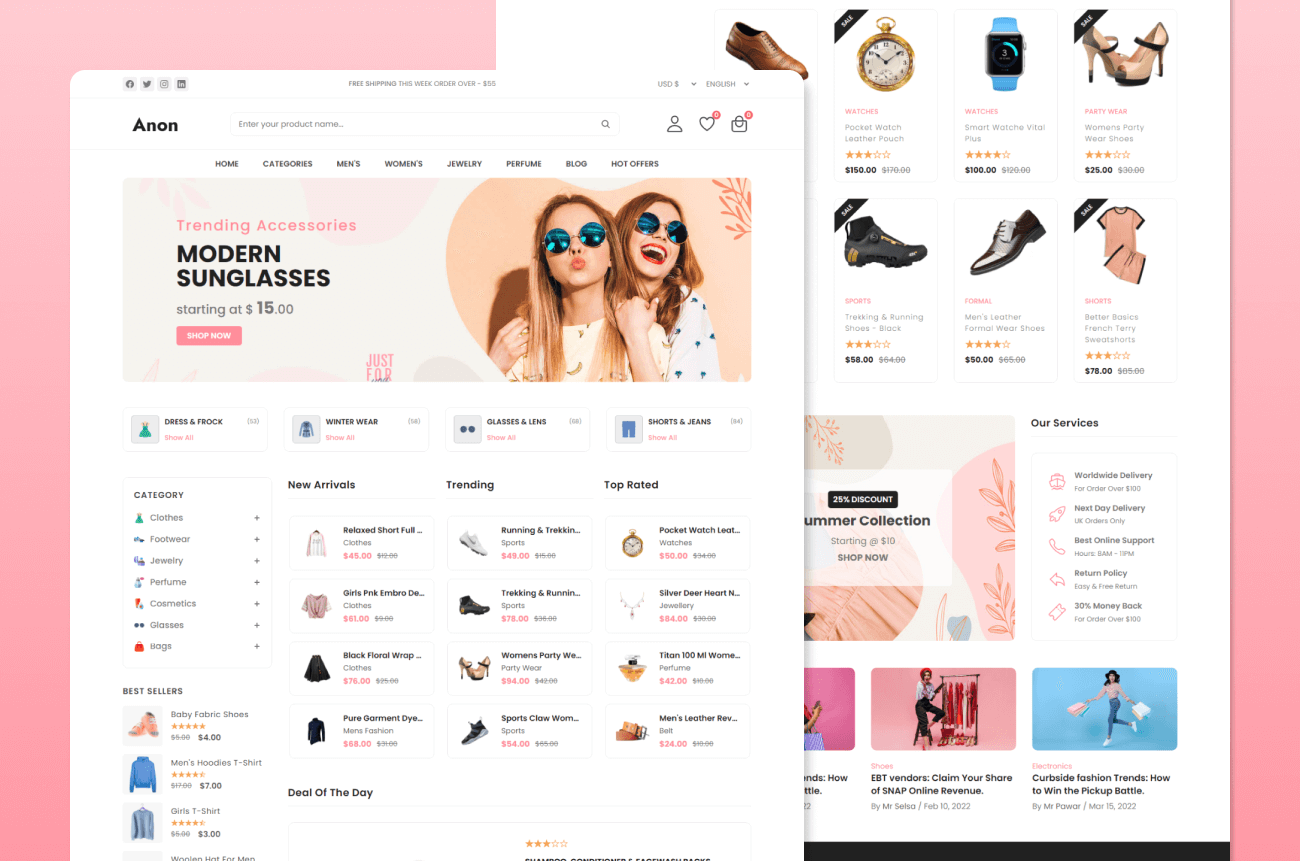 FREE SHIPPING THIS WEEK ORDER OVER - $55
USD $
ENGLISH
Anon
Enter your product name...
0
0
HOME
CATEGORIES
MEN'S
WOMEN'S
JEWELRY
PERFUME
BLOG
HOT OFFERS
Trending Accessories
MODERN
SUNGLASSES
starting at $ 15.00
SHOP NOW
JUST
FOR
DRESS & FROCK
(53)
Show All
WINTER WEAR
(58)
Show All
GLASSES & LENS
(68)
Show All
SHORTS & JEANS
(84)
Show All
CATEGORY
Clothes +
Footwear +
Jewelry +
Perfume +
Cosmetics +
Glasses +
Bags +
BEST SELLERS
Baby Fabric Shoes
$5.00 $4.00
Men's Hoodies T-Shirt
$17.00 $7.00
Girls T-Shirt
$5.00 $3.00
Woolen Hat For Men
New Arrivals
Relaxed Short Full ...
Clothes
$45.00 $12.00
Girls Pnk Embro De...
Clothes
$61.00 $9.00
Black Floral Wrap ...
Clothes
$76.00 $25.00
Pure Garment Dye...
Mens Fashion
$68.00 $31.00
Trending
Running & Trekkin...
Sports
$49.00 $15.00
Trekking & Runnin...
Sports
$78.00 $36.00
Womens Party We...
Party Wear
$94.00 $42.00
Sports Claw Wom...
Sports
$54.00 $65.00
Top Rated
Pocket Watch Leat...
Watches
$50.00 $34.00
Silver Deer Heart N...
Jewellery
$84.00 $30.00
Titan 100 Ml Wome...
Perfume
$42.00 $10.00
Men's Leather Rev...
Belt
$24.00 $10.00
Deal Of The Day
SHAMPOO, CONDITIONER & FACEWASH PACKS
SALE
WATCHES
Pocket Watch
Leather Pouch
$150.00 $170.00
WATCHES
Smart Watche Vital
Plus
$100.00 $120.00
SALE
PARTY WEAR
Womens Party
Wear Shoes
$25.00 $30.00
SALE
SPORTS
Trekking & Running
Shoes - Black
$58.00 $64.00
FORMAL
Men's Leather
Formal Wear Shoes
$50.00 $65.00
SALE
SHORTS
Better Basics
French Terry
Sweatshorts
$78.00 $85.00
25% DISCOUNT
ummer Collection
Starting @ $10
SHOP NOW
Our Services
Worldwide Delivery
For Order Over $100
Next Day Delivery
UK Orders Only
Best Online Support
Hours: 8AM - 11PM
Return Policy
Easy & Free Return
30% Money Back
For Order Over $100
nds: How
ttle.
22
Shoes
EBT vendors: Claim Your Share
of SNAP Online Revenue.
By Mr Selsa / Feb 10, 2022
Electronics
Curbside fashion Trends: How
to Win the Pickup Battle.
By Mr Pawar / Mar 15, 2022